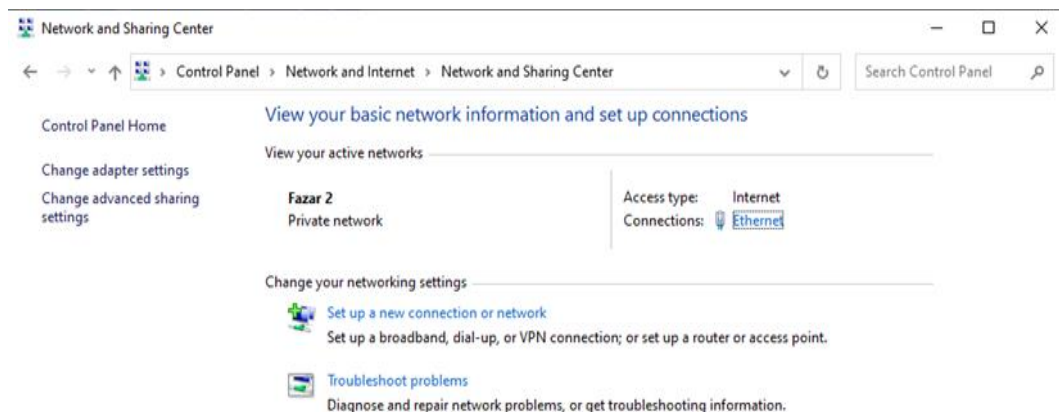 Network and Sharing Center
Control Panel > Network and Internet > Network and Sharing Center
Search Control Panel
Control Panel Home
Change adapter settings
Change advanced sharing
settings
View your basic network information and set up connections
View your active networks
Fazar 2
Private network
Access type: Internet
Connections: Ethernet
Change your networking settings
Set up a new connection or network
Set up a broadband, dial-up, or VPN connection; or set up a router or access point.
Troubleshoot problems
Diagnose and repair network problems, or get troubleshooting information.